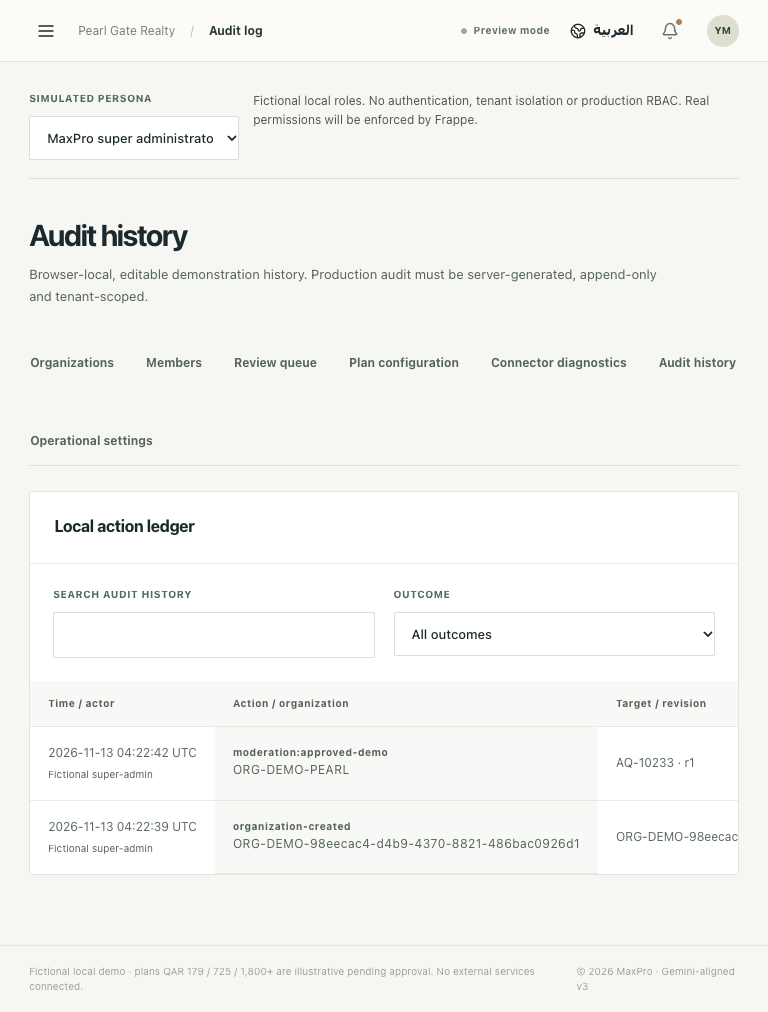 Pearl Gate Realty / Audit log
Preview mode
العربية
YM
SIMULATED PERSONA
MaxPro super administrato
Fictional local roles. No authentication, tenant isolation or production RBAC. Real
permissions will be enforced by Frappe.
Audit history
Browser-local, editable demonstration history. Production audit must be server-generated, append-only
and tenant-scoped.
Organizations Members Review queue Plan configuration Connector diagnostics Audit history
Operational settings
Local action ledger
SEARCH AUDIT HISTORY
OUTCOME
All outcomes
Time / actor Action / organization Target / revision
2026-11-13 04:22:42 UTC
Fictional super-admin
moderation:approved-demo
ORG-DEMO-PEARL
AQ-10233 · r1
2026-11-13 04:22:39 UTC
Fictional super-admin
organization-created
ORG-DEMO-98eecac4-d4b9-4370-8821-486bac0926d1
ORG-DEMO-98eecac
Fictional local demo · plans QAR 179 / 725 / 1,800+ are illustrative pending approval. No external services
connected.
© 2026 MaxPro · Gemini-aligned
v3